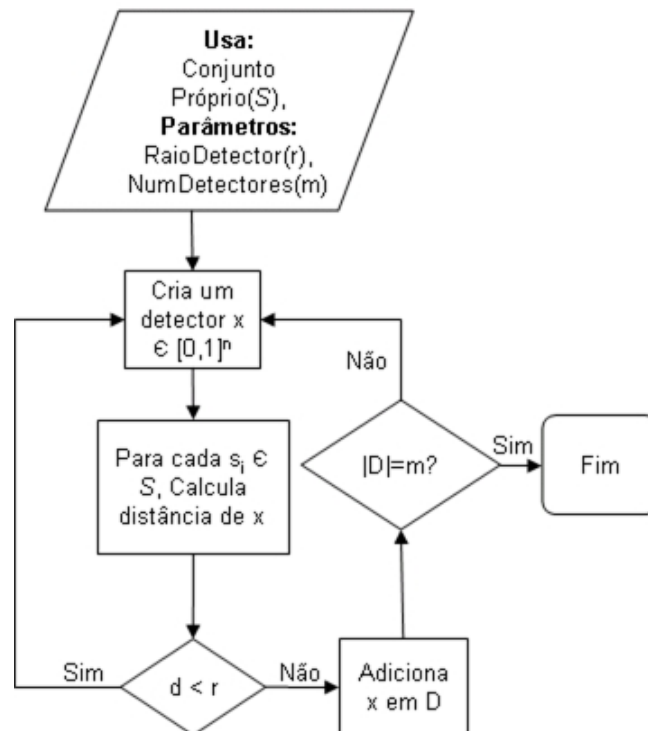 Usa:
Conjunto
Próprio(S),
Parâmetros:
RaioDetector(r),
NumDetectores(m)
Cria um
detector x
Є [0,1]ⁿ
Não
Para cada sᵢ Є
S, Calcula
distância de x
|D|=m?
Sim
Fim
Sim
d < r
Não
Adiciona
x em D